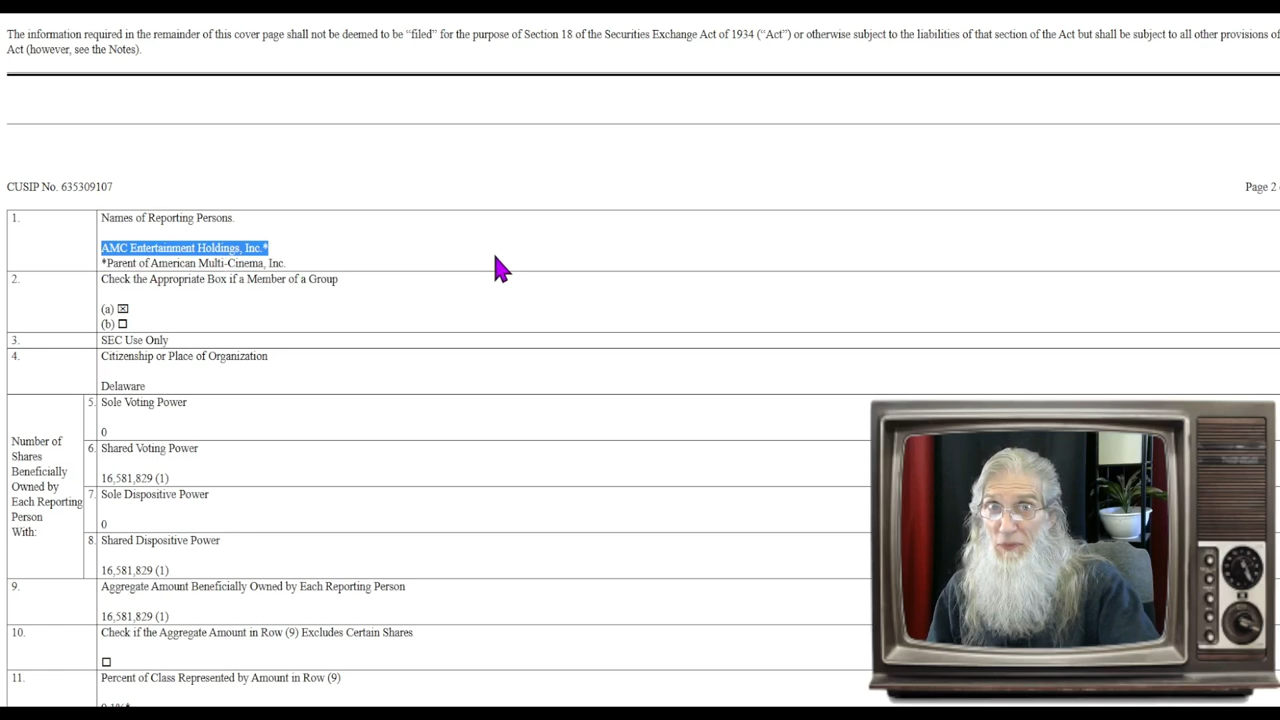 The information required in the remainder of this cover page shall not be deemed to be “filed” for the purpose of Section 18 of the Securities Exchange Act of 1934 (“Act”) or otherwise subject to the liabilities of that section of the Act but shall be subject to all other provisions of
Act (however, see the Notes).
CUSIP No. 635309107
Page 2
1.
Names of Reporting Persons.
AMC Entertainment Holdings, Inc.*
*Parent of American Multi-Cinema, Inc.
2.
Check the Appropriate Box if a Member of a Group
(a) ☒
(b) ☐
3.
SEC Use Only
4.
Citizenship or Place of Organization
Delaware
Number of
Shares
Beneficially
Owned by
Each Reporting
Person
With:
5.
Sole Voting Power
0
6.
Shared Voting Power
16,581,829 (1)
7.
Sole Dispositive Power
0
8.
Shared Dispositive Power
16,581,829 (1)
9.
Aggregate Amount Beneficially Owned by Each Reporting Person
16,581,829 (1)
10.
Check if the Aggregate Amount in Row (9) Excludes Certain Shares
☐
11.
Percent of Class Represented by Amount in Row (9)